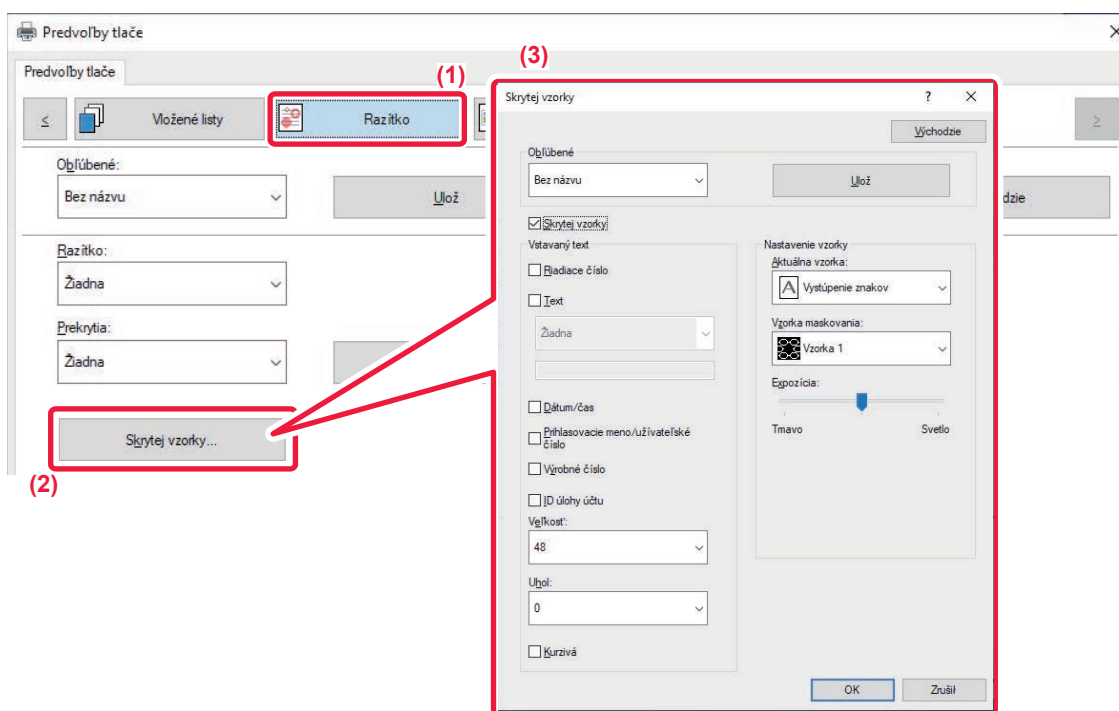 Predvoľby tlače
Predvoľby tlače
(1)
(3)
<
Vložené listy
Razítko
>
Obľúbené:
Bez názvu
Ulož
dzie
Razítko:
Žiadna
Prekrytia:
Žiadna
Skrytej vzorky...
(2)
Skrytej vzorky
?
Východzie
Obľúbené
Bez názvu
Ulož
Skrytej vzorky
Vstavaný text
Riadiace číslo
Text
Žiadna
Dátum/čas
Prihlasovacie meno/užívateľské
číslo
Výrobné číslo
ID úlohy účtu
Veľkosť:
48
Uhol:
0
Kurzivá
Nastavenie vzorky
Aktuálna vzorka:
A Vystúpenie znakov
Vzorka maskovania:
Vzorka 1
Expozícia:
Tmavo Svetlo
OK Zrušiť